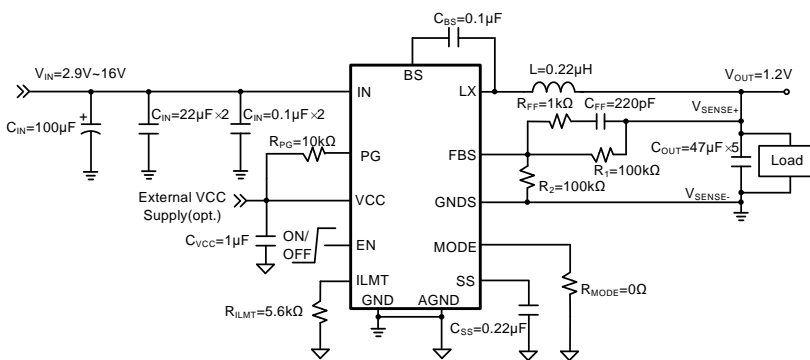 C_BS=0.1µF
V_IN=2.9V~16V
BS
L=0.22µH
V_OUT=1.2V
IN
LX
R_FF=1kΩ
C_FF=220pF
V_SENSE+
C_IN=100µF
+
C_IN=22µF×2
C_IN=0.1µF×2
R_PG=10kΩ
PG
FBS
R_1=100kΩ
C_OUT=47µF×5
Load
R_2=100kΩ
External VCC
Supply(opt.)
VCC
GNDS
V_SENSE-
C_VCC=1µF
ON/
OFF
EN
MODE
ILMT
SS
R_MODE=0Ω
R_ILMT=5.6kΩ
GND
AGND
C_SS=0.22µF